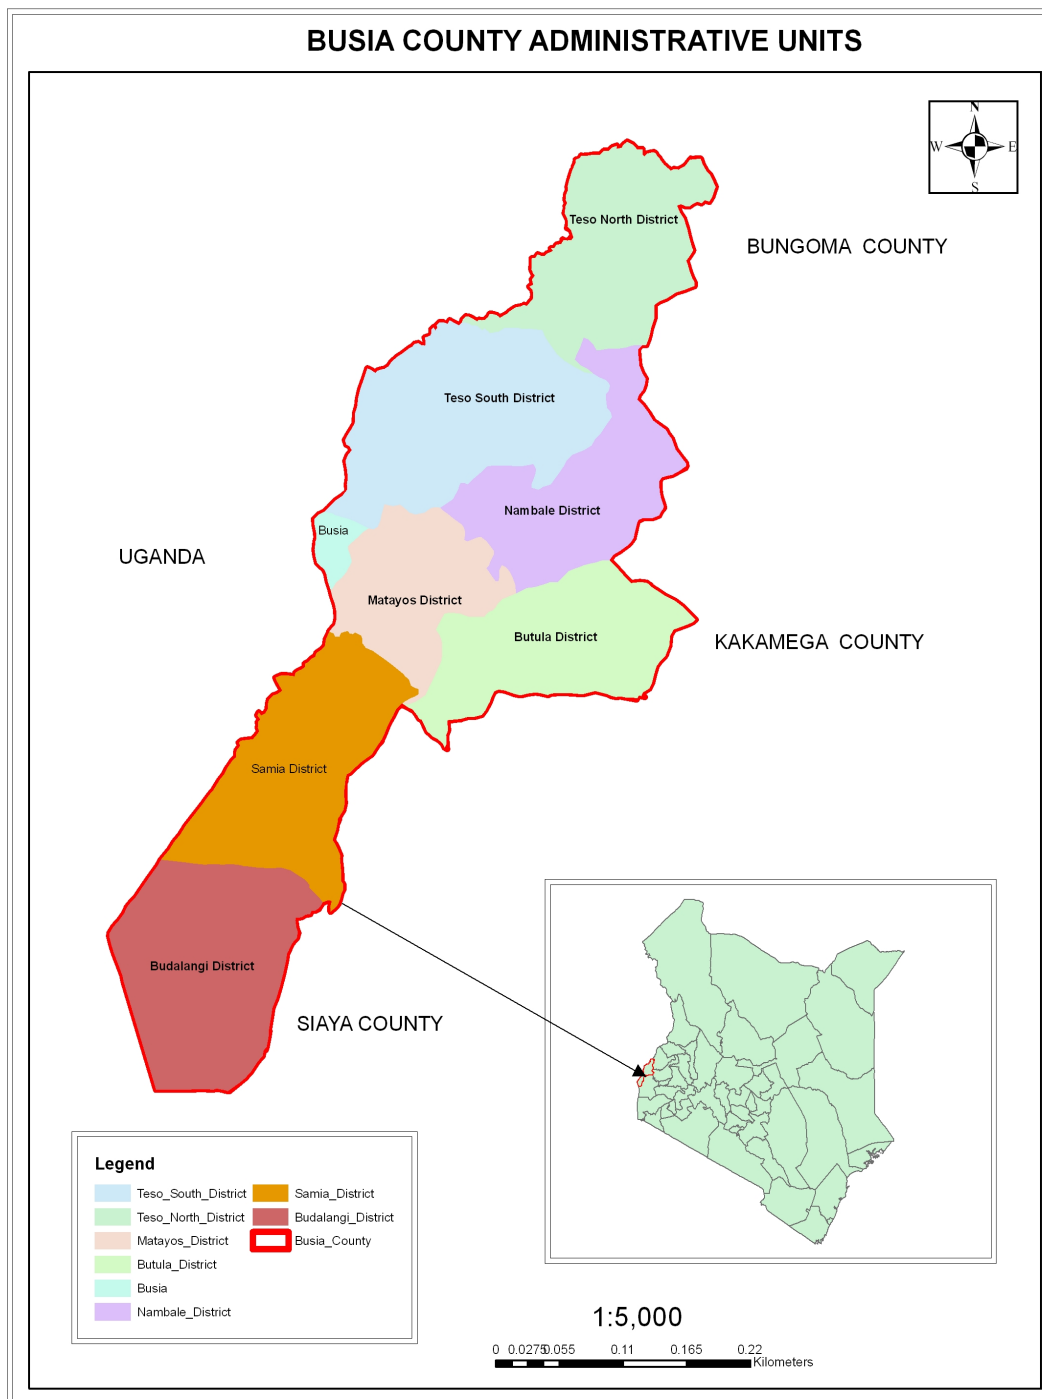 BUSIA COUNTY ADMINISTRATIVE UNITS
N
W E
S
Teso North District
BUNGOMA COUNTY
Teso South District
Nambale District
Busia
UGANDA
Matayos District
Butula District
KAKAMEGA COUNTY
Samia District
Budalangi District
SIAYA COUNTY
Legend
Teso_South_District
Teso_North_District
Matayos_District
Butula_District
Busia
Nambale_District
Samia_District
Budalangi_District
Busia_County
1:5,000
0 0.0275 0.055 0.11 0.165 0.22
Kilometers